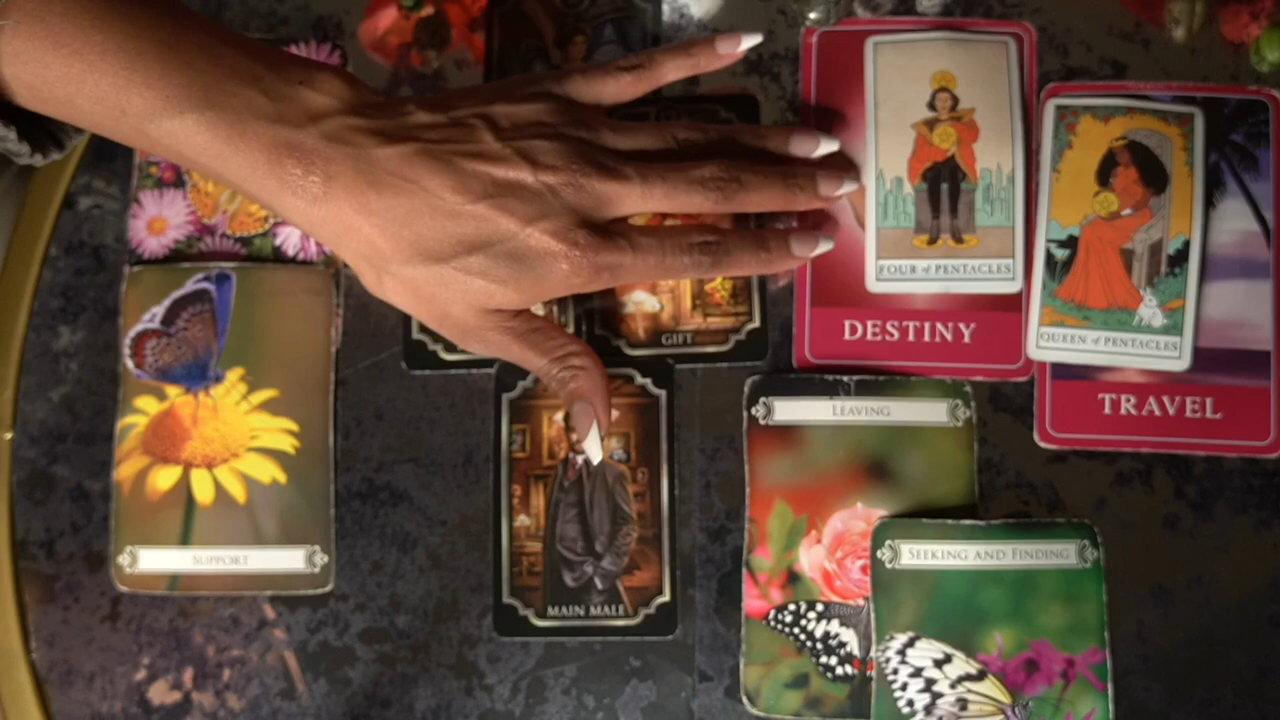 FOUR of PENTACLES
DESTINY
QUEEN of PENTACLES
TRAVEL
GIFT
LEAVING
SEEKING AND FINDING
SUPPORT
MAIN MALE